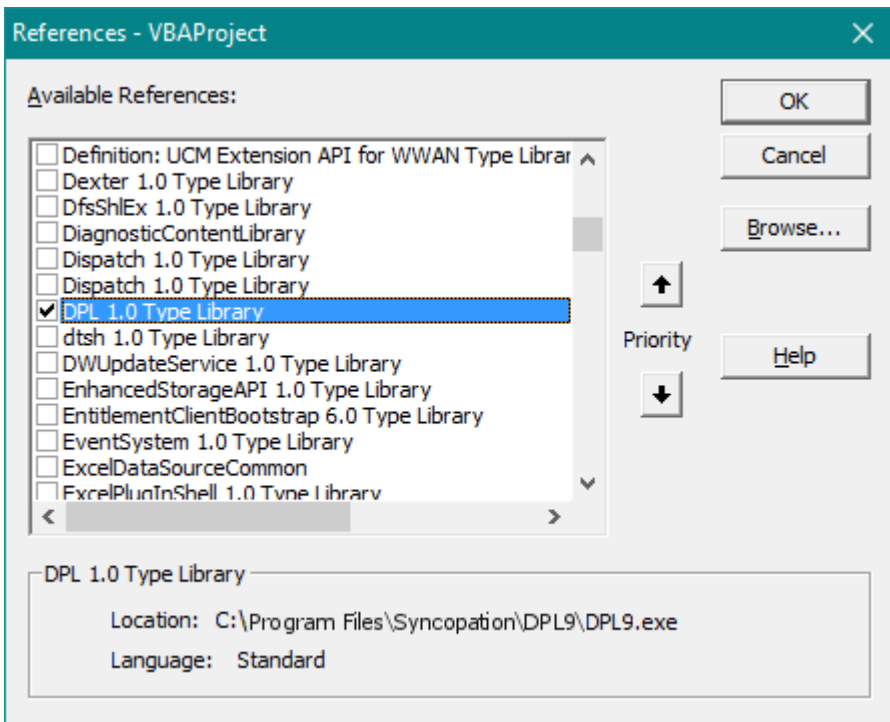 References - VBAProject
Available References:
Definition: UCM Extension API for WWAN Type Librar
Dexter 1.0 Type Library
DfsShlEx 1.0 Type Library
DiagnosticContentLibrary
Dispatch 1.0 Type Library
Dispatch 1.0 Type Library
DPL 1.0 Type Library
dtsh 1.0 Type Library
DWUpdateService 1.0 Type Library
EnhancedStorageAPI 1.0 Type Library
EntitlementClientBootstrap 6.0 Type Library
EventSystem 1.0 Type Library
ExcelDataSourceCommon
ExcelPlugInShell 1.0 Type Library
OK
Cancel
Browse...
Priority
Help
DPL 1.0 Type Library
Location: C:\Program Files\Syncopation\DPL9\DPL9.exe
Language: Standard